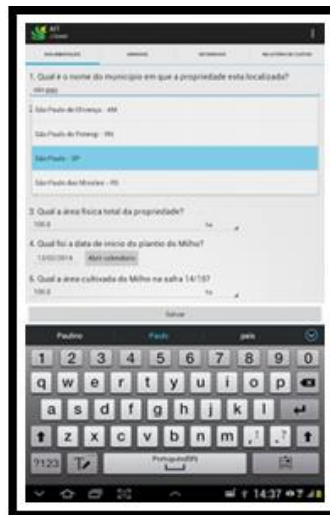 AFI
1. Qual é o nome do município em que a propriedade esta localizada?
são pau
São Paulo de Olivença - AM
São Paulo do Potengi - RN
São Paulo - SP
São Paulo das Missões - RS
3. Qual a área física total da propriedade?
100.0 ha
4. Qual foi a data de início do plantio do Milho?
Abrir calendário
5. Qual a área cultivada do Milho na safra 14/15?
100.0 ha
Salvar
Paulino Paulo pais
1 2 3 4 5 6 7 8 9 0
q w e r t y u i o p
a s d f g h j k l
z x c v b n m , ! . ?
?123 Português(BR)
14:37